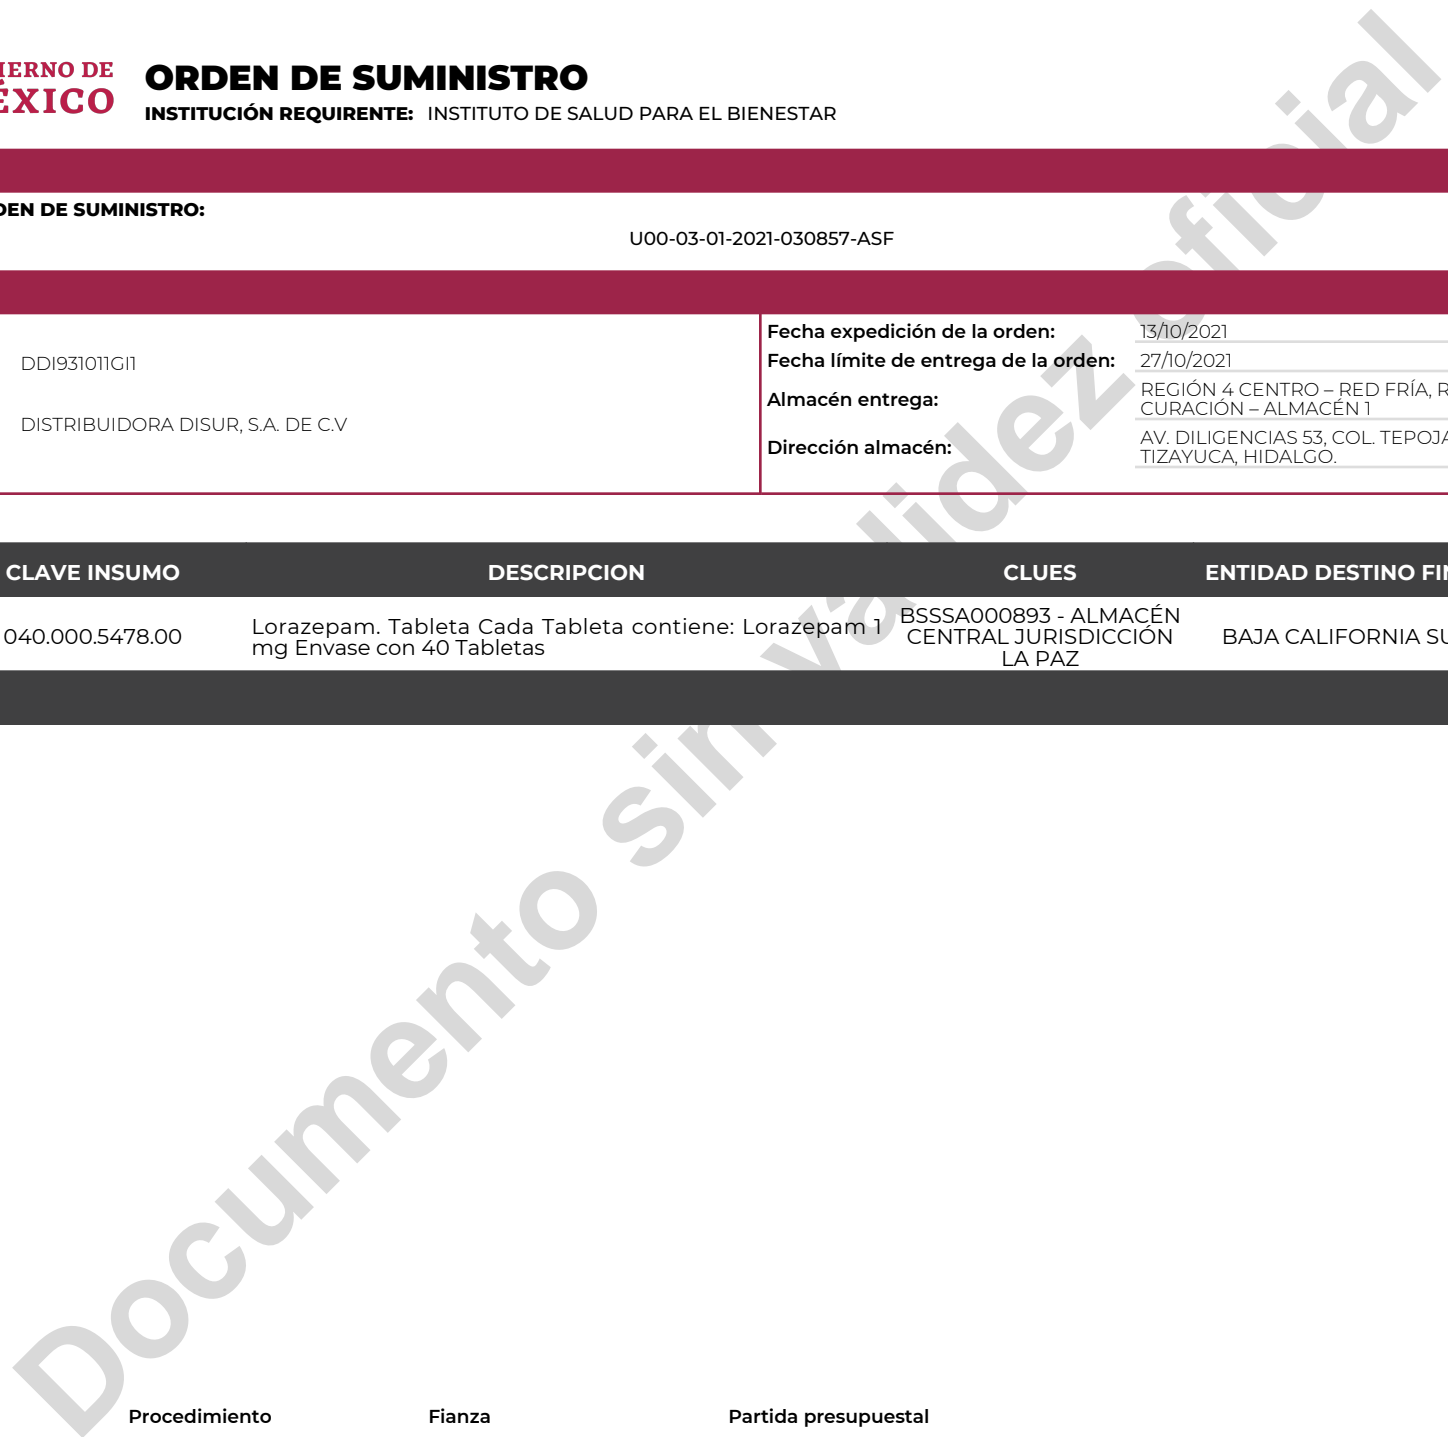 IERNO DE
ÉXICO
ORDEN DE SUMINISTRO
INSTITUCIÓN REQUIRENTE: INSTITUTO DE SALUD PARA EL BIENESTAR
DEN DE SUMINISTRO:
U00-03-01-2021-030857-ASF
DDI931011GI1
DISTRIBUIDORA DISUR, S.A. DE C.V
Fecha expedición de la orden: 13/10/2021
Fecha límite de entrega de la orden: 27/10/2021
Almacén entrega: REGIÓN 4 CENTRO – RED FRÍA, R
CURACIÓN – ALMACÉN 1
Dirección almacén: AV. DILIGENCIAS 53, COL. TEPOJA
TIZAYUCA, HIDALGO.
CLAVE INSUMO DESCRIPCION CLUES ENTIDAD DESTINO FIN
040.000.5478.00
Lorazepam. Tableta Cada Tableta contiene: Lorazepam 1
mg Envase con 40 Tabletas
BSSSA000893 - ALMACÉN
CENTRAL JURISDICCIÓN
LA PAZ
BAJA CALIFORNIA SU
Documento sin validez oficial
Procedimiento Fianza Partida presupuestal